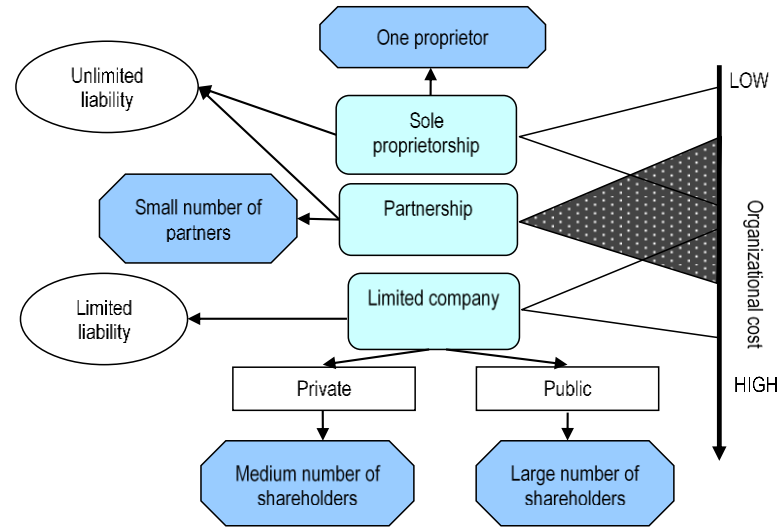 One proprietor
Unlimited
liability
LOW
Sole
proprietorship
Small number of
partners
Partnership
Organizational cost
Limited
liability
Limited company
Private
Public
HIGH
Medium number of
shareholders
Large number of
shareholders